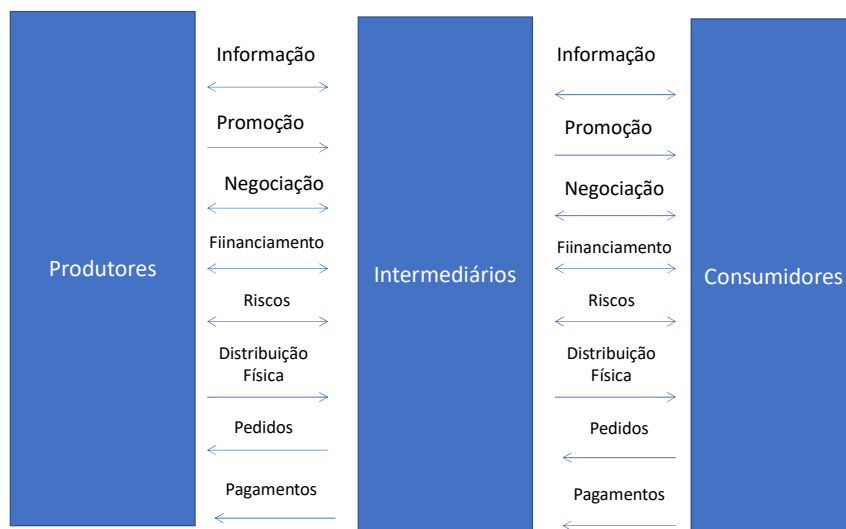 Produtores
Informação
Promoção
Negociação
Fiinanciamento
Riscos
Distribuição
Física
Pedidos
Pagamentos
Intermediários
Informação
Promoção
Negociação
Fiinanciamento
Riscos
Distribuição
Física
Pedidos
Pagamentos
Consumidores